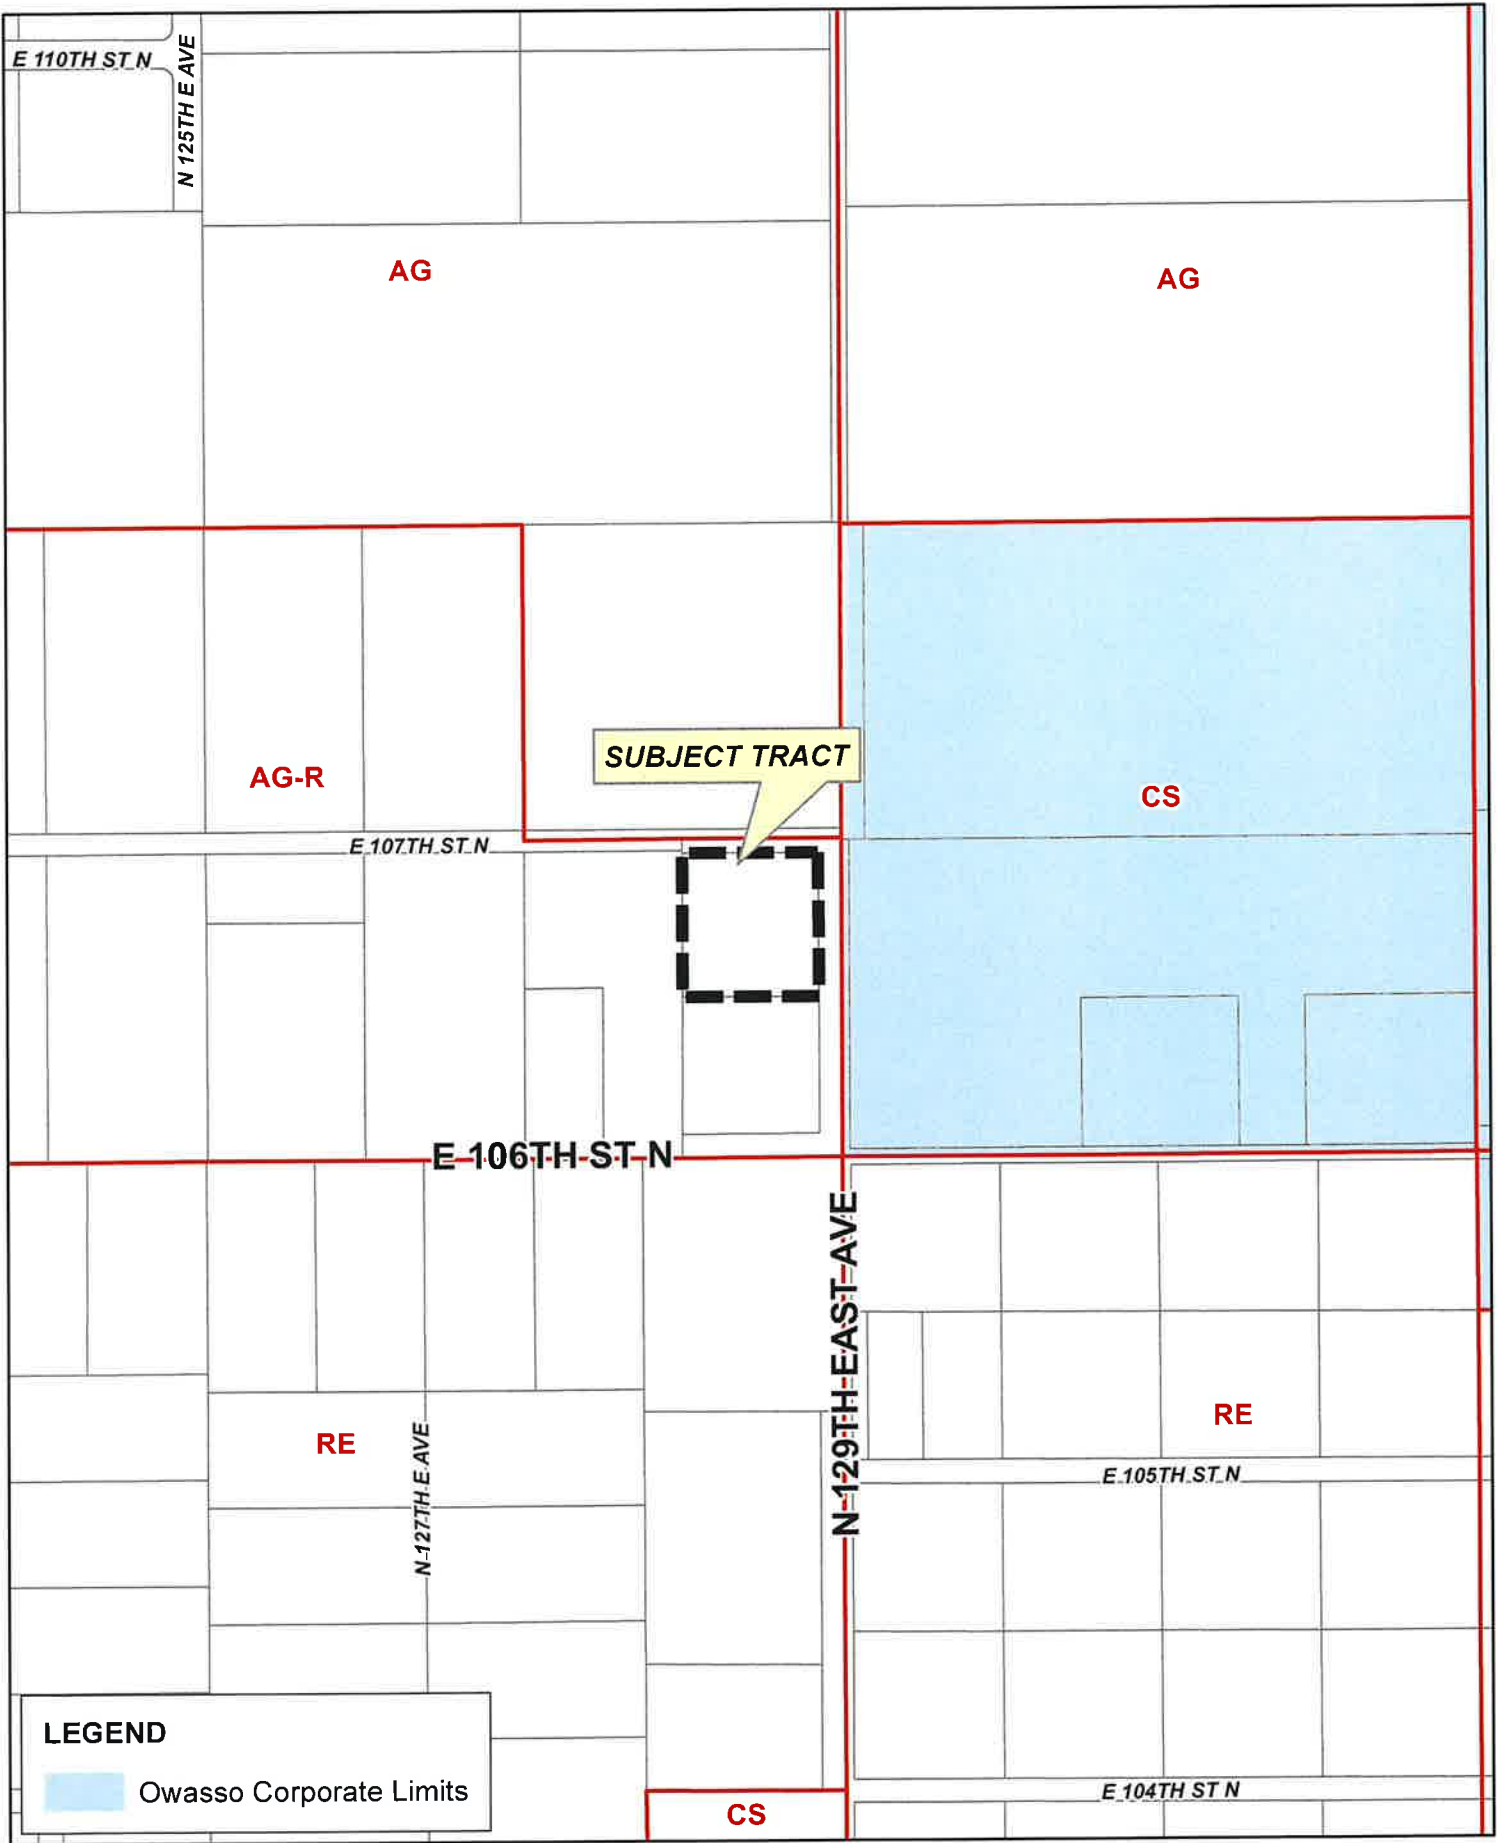 E 110TH ST N
N 125TH E AVE
AG
AG
SUBJECT TRACT
AG-R
CS
E 107TH ST N
E 106TH ST N
N 129TH EAST AVE
RE
RE
N 127TH E AVE
E 105TH ST N
LEGEND
Owasso Corporate Limits
CS
E 104TH ST N